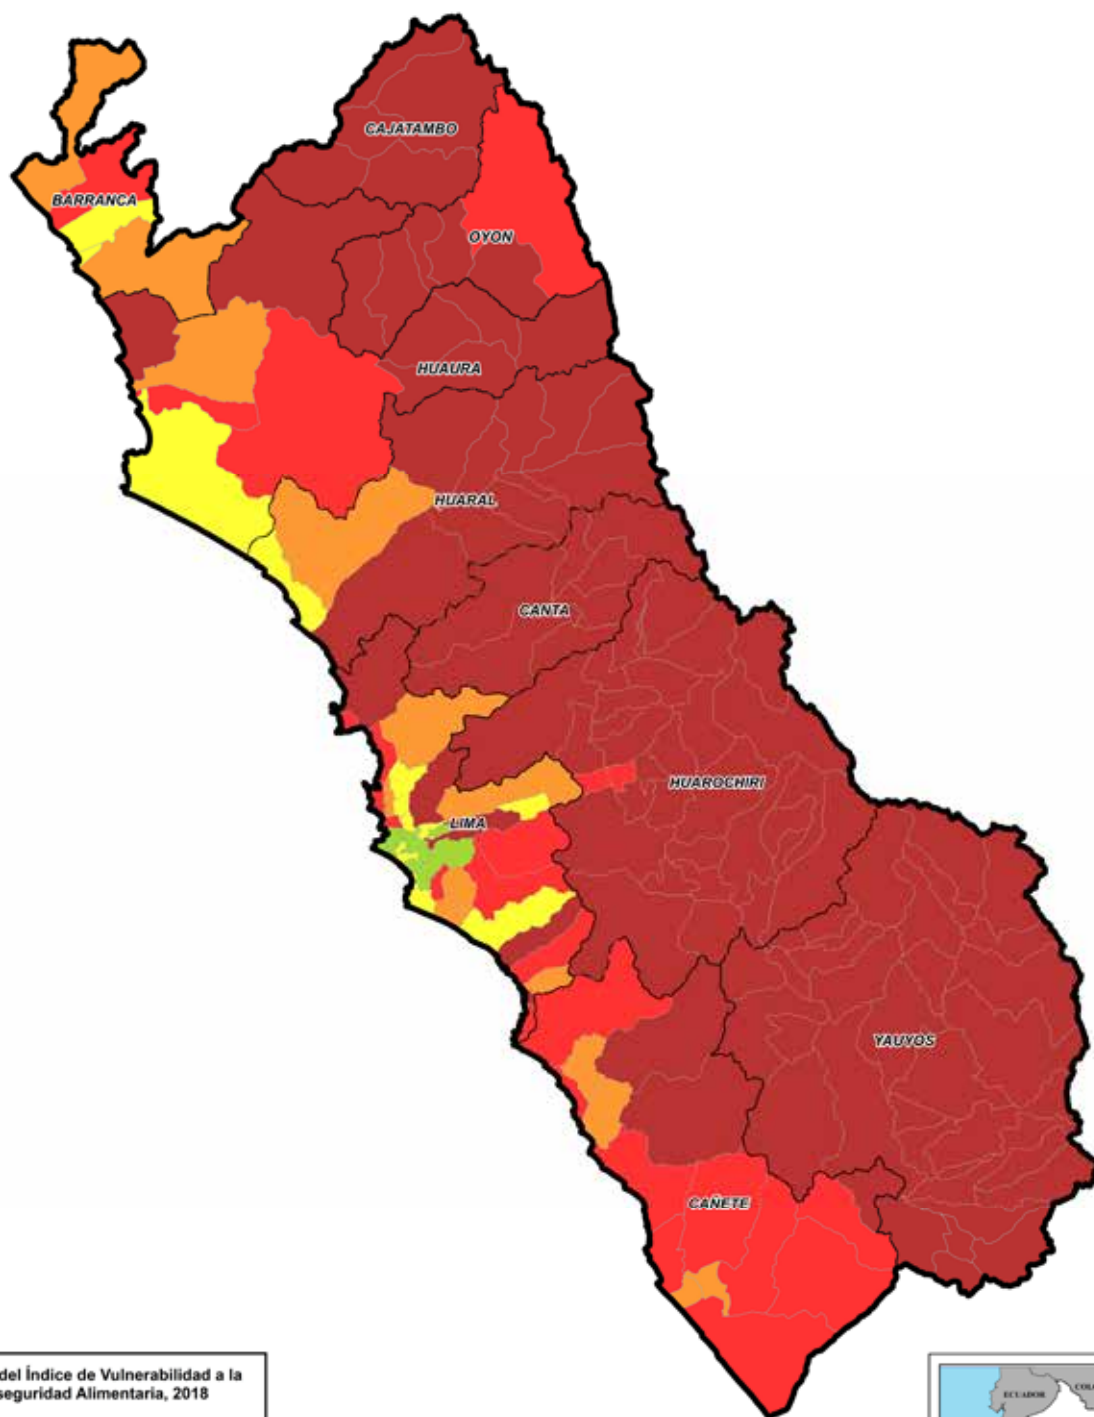 CAJATAMBO
BARRANCA
OYON
HUAURA
HUARAL
CANTA
HUAROCHIRI
LIMA
YAUYOS
CAÑETE
del Índice de Vulnerabilidad a la
seguridad Alimentaria, 2018
ECUADOR